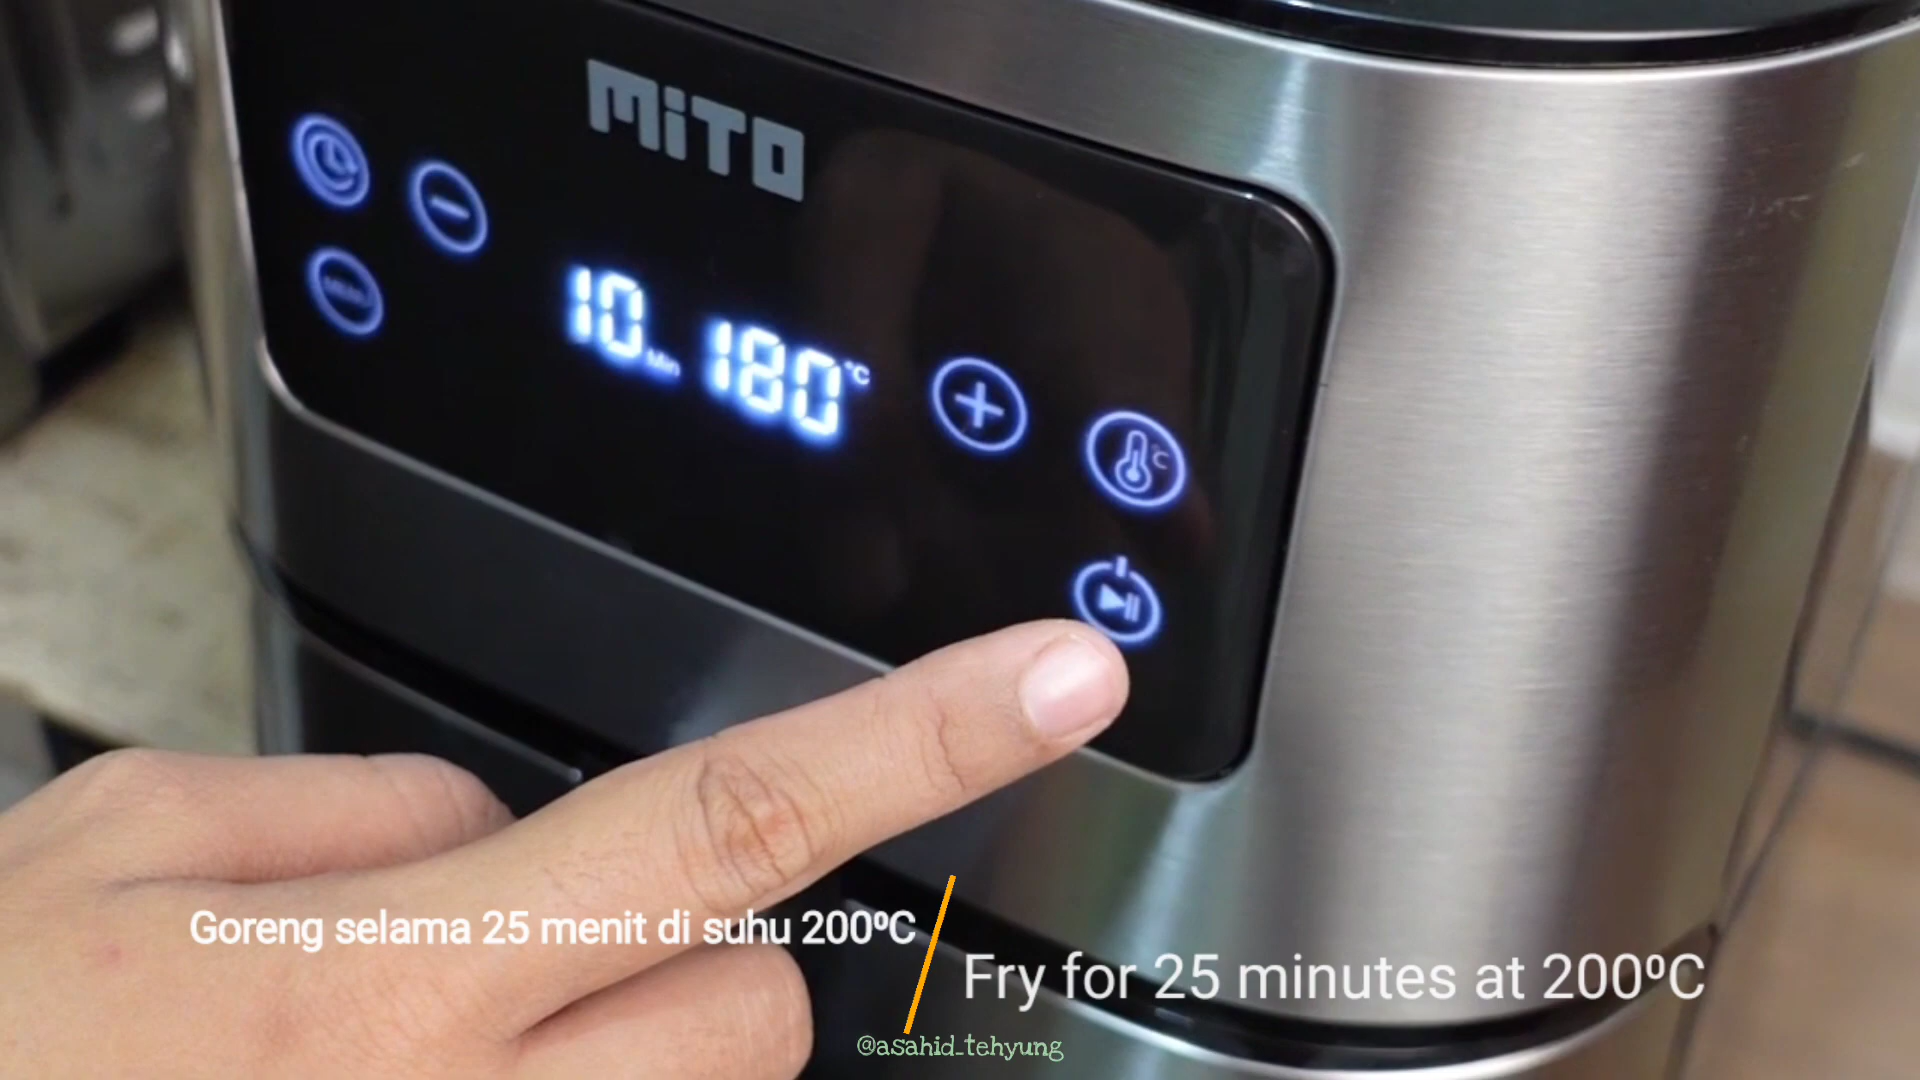 MiTO
10 Min 180 °C
°C
Goreng selama 25 menit di suhu 200ºC
Fry for 25 minutes at 200ºC
@asahid_tehyung